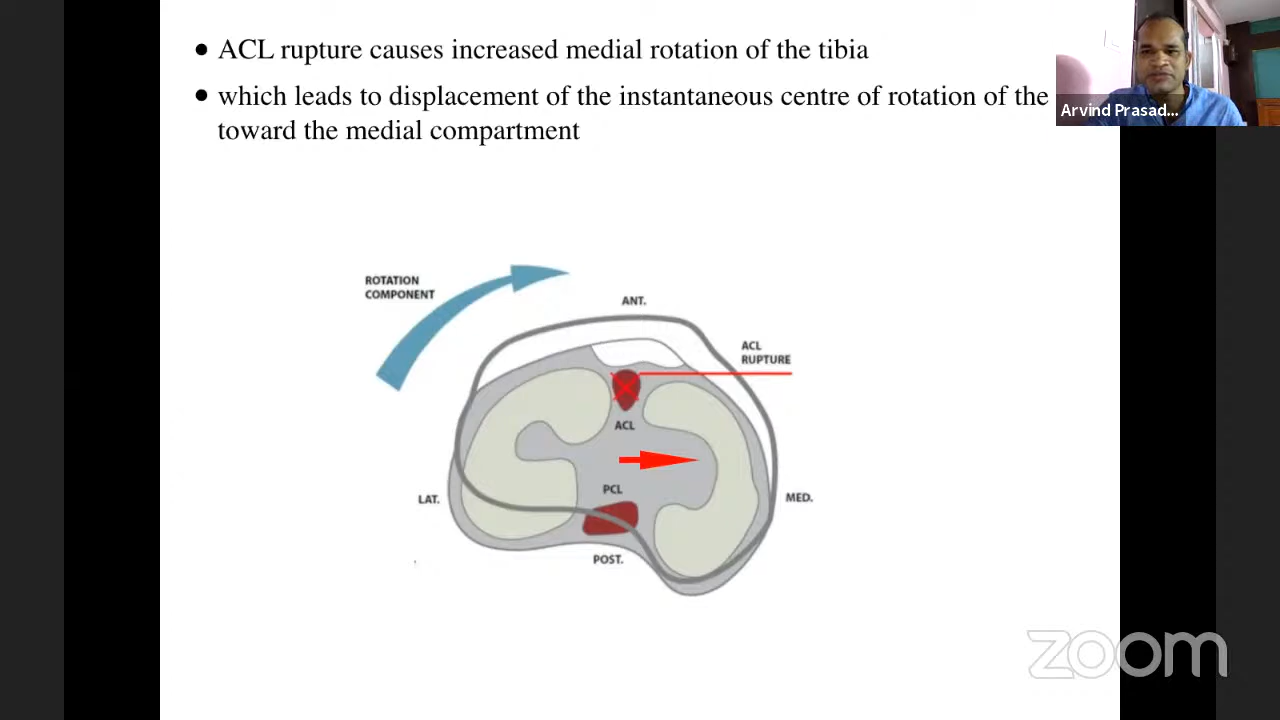 ACL rupture causes increased medial rotation of the tibia
which leads to displacement of the instantaneous centre of rotation of the
toward the medial compartment
Arvind Prasad...
ROTATION
COMPONENT
ANT.
ACL
RUPTURE
ACL
PCL
LAT.
MED.
POST.
zoom